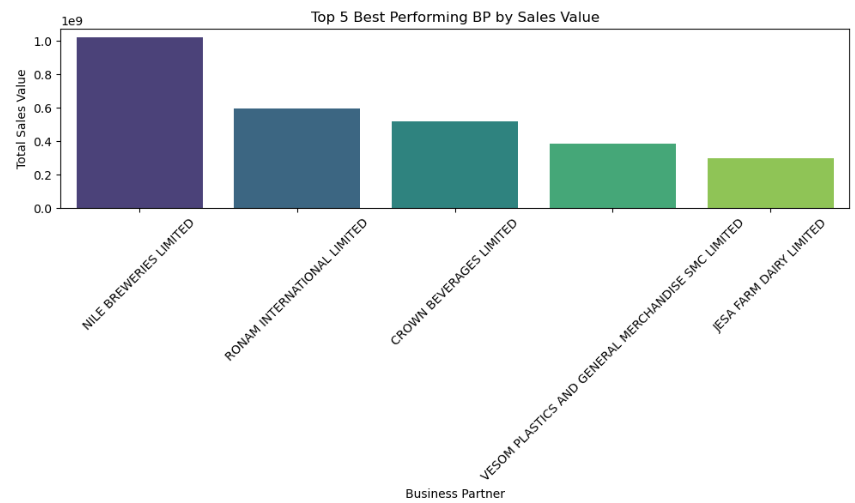 Top 5 Best Performing BP by Sales Value
1e9
Total Sales Value
1.0
0.8
0.6
0.4
0.2
0.0
NILE BREWERIES LIMITED
RONAM INTERNATIONAL LIMITED
CROWN BEVERAGES LIMITED
VESOM PLASTICS AND GENERAL MERCHANDISE SMC LIMITED
JESA FARM DAIRY LIMITED
Business Partner